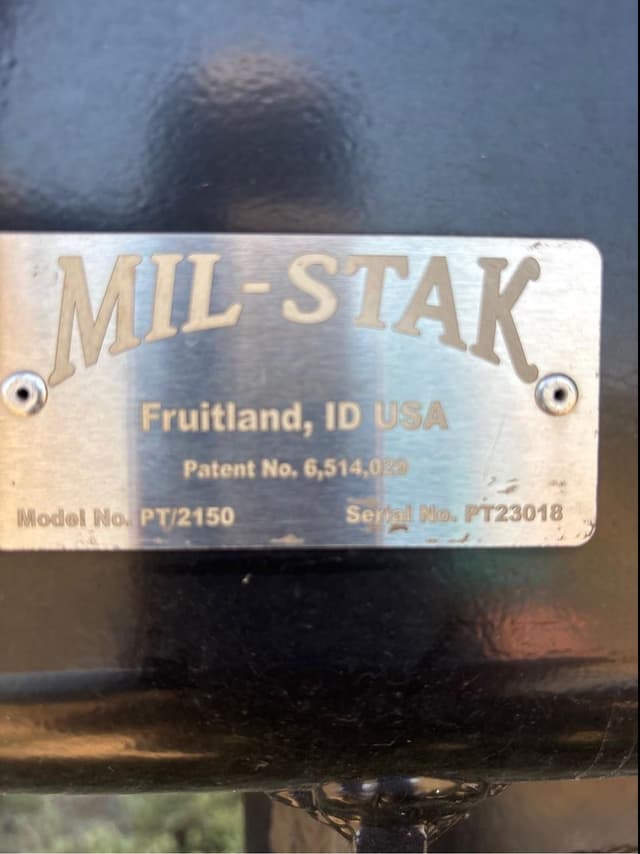 MIL-STAK
Fruitland, ID USA
Patent No. 6,514,029
Model No. PT/2150 Serial No. PT23018